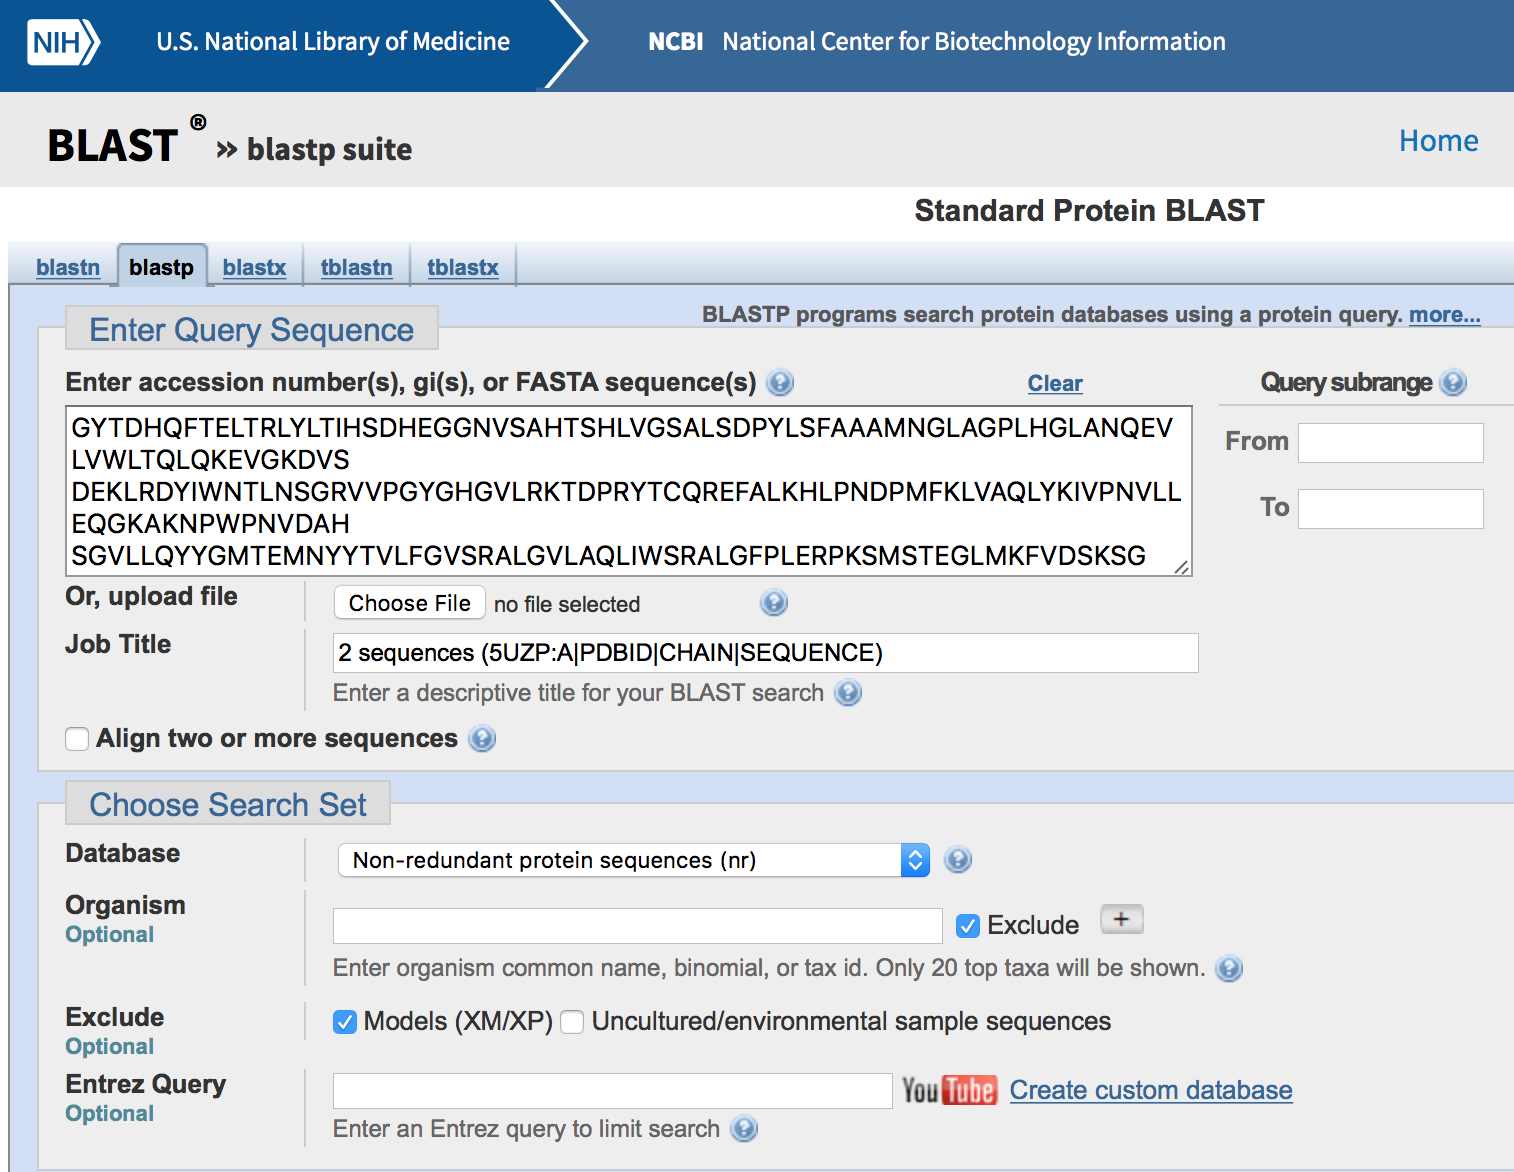 NIH U.S. National Library of Medicine NCBI National Center for Biotechnology Information
BLAST ® » blastp suite Home
Standard Protein BLAST
blastn blastp blastx tblastn tblastx
BLASTP programs search protein databases using a protein query. more...
Enter Query Sequence
Enter accession number(s), gi(s), or FASTA sequence(s) Clear Query subrange
GYTDHQFTELTRLYLTIHSDHEGGNVSAHTSHLVGSALSDPYLSFAAAMNGLAGPLHGLANQEV
LVWLTQLQKEVGKDVS
DEKLRDYIWNTLNSGRVVPGYGHGVLRKTDPRYTCQREFALKHLPNDPMFKLVAQLYKIVPNVLL
EQGKAKNPWPNVDAH
SGVLLQYYGMTEMNYYTVLFGVSRALGVLAQLIWSRALGFPLERPKSMSTEGLMKFVDSKSG
From
To
Or, upload file Choose File no file selected
Job Title 2 sequences (5UZP:A|PDBID|CHAIN|SEQUENCE)
Enter a descriptive title for your BLAST search
Align two or more sequences
Choose Search Set
Database Non-redundant protein sequences (nr)
Organism
Optional
Exclude +
Enter organism common name, binomial, or tax id. Only 20 top taxa will be shown.
Exclude
Optional
Models (XM/XP) Uncultured/environmental sample sequences
Entrez Query
Optional
YouTube Create custom database
Enter an Entrez query to limit search